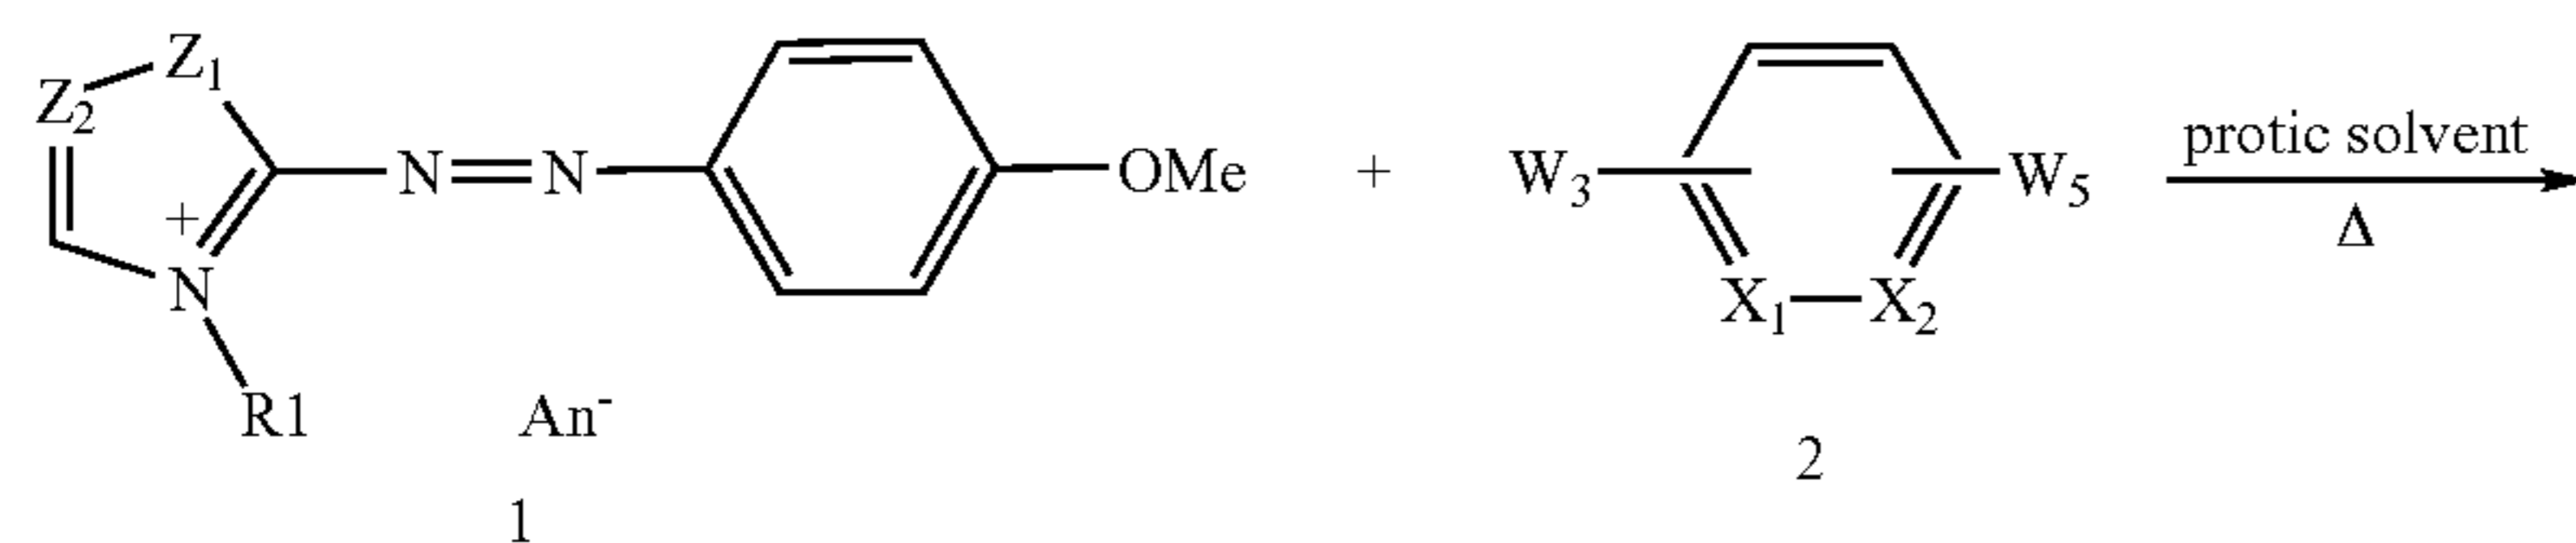 Z1
Z2
N=N
OMe
+
W3
W5
protic solvent
Δ
+
N
X1—X2
R1
An-
2
1